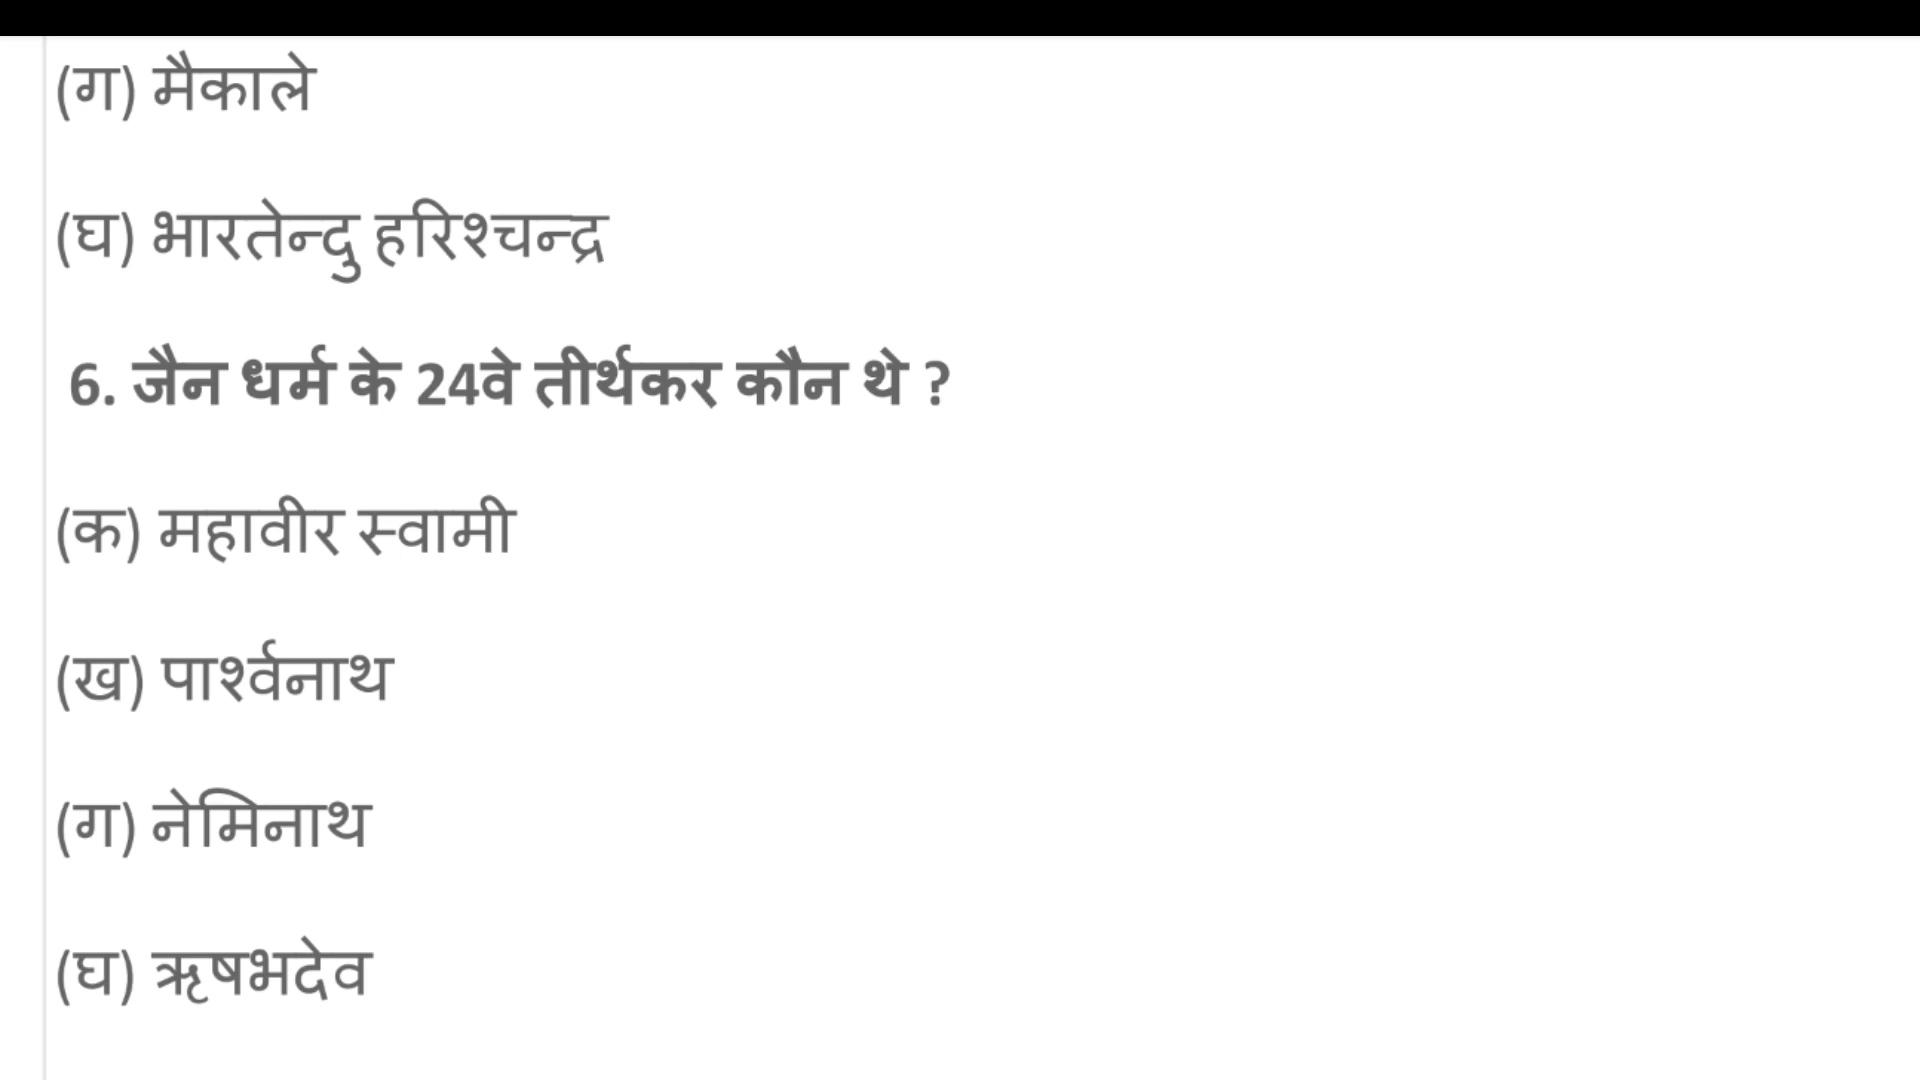 (ग) मैकाले
(घ) भारतेन्दु हरिश्चन्द्र
6. जैन धर्म के 24वे तीर्थकर कौन थे ?
(क) महावीर स्वामी
(ख) पार्श्वनाथ
(ग) नेमिनाथ
(घ) ऋषभदेव